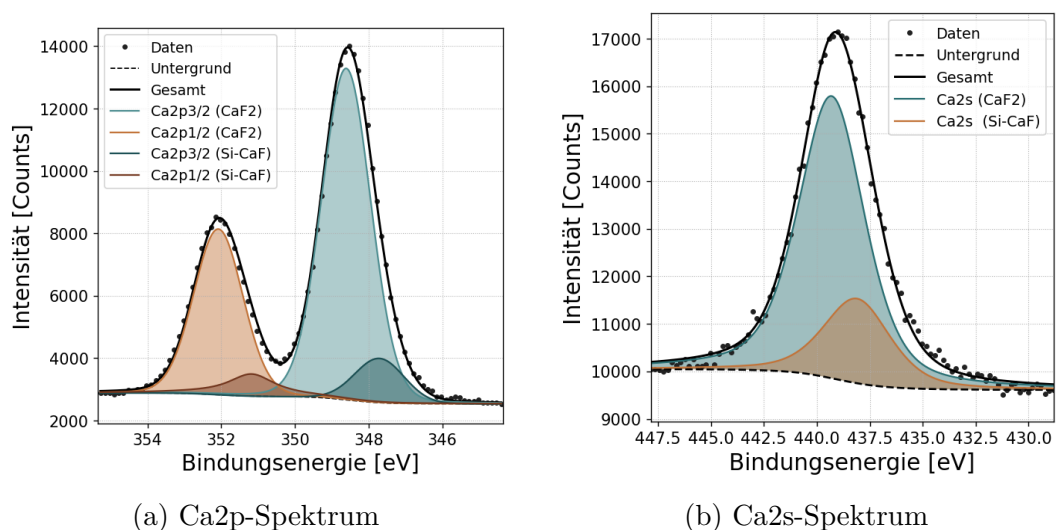 14000
12000
10000
8000
6000
4000
2000
Intensität [Counts]
Daten
Untergrund
Gesamt
Ca2p3/2 (CaF2)
Ca2p1/2 (CaF2)
Ca2p3/2 (Si-CaF)
Ca2p1/2 (Si-CaF)
354 352 350 348 346
Bindungsenergie [eV]
(a) Ca2p-Spektrum
17000
16000
15000
14000
13000
12000
11000
10000
9000
Intensität [Counts]
Daten
Untergrund
Gesamt
Ca2s (CaF2)
Ca2s (Si-CaF)
447.5 445.0 442.5 440.0 437.5 435.0 432.5 430.0
Bindungsenergie [eV]
(b) Ca2s-Spektrum